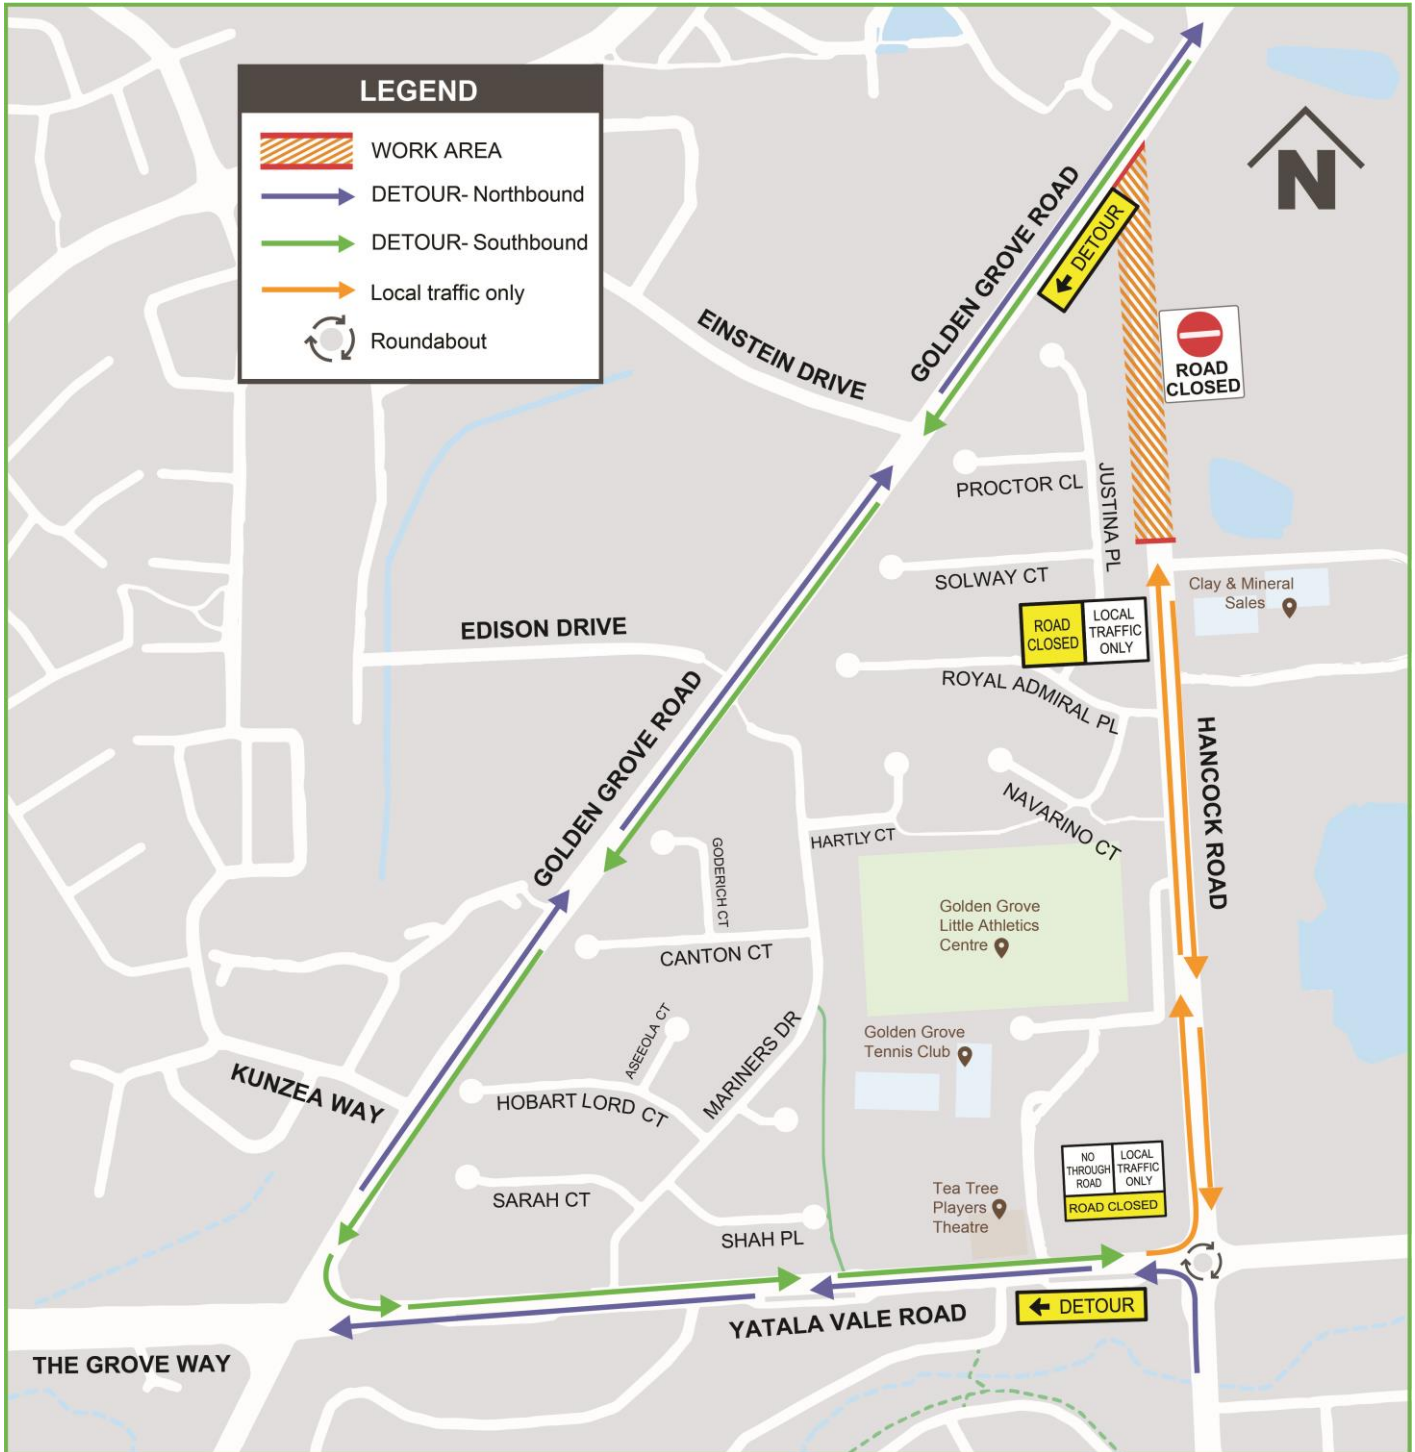 LEGEND
WORK AREA
DETOUR- Northbound
DETOUR- Southbound
Local traffic only
Roundabout
N
GOLDEN GROVE ROAD
← DETOUR
EINSTEIN DRIVE
ROAD
CLOSED
PROCTOR CL
JUSTINA PL
SOLWAY CT
Clay & Mineral
Sales
ROAD
CLOSED
LOCAL
TRAFFIC
ONLY
EDISON DRIVE
ROYAL ADMIRAL PL
GOLDEN GROVE ROAD
HANCOCK ROAD
NAVARINO CT
HARTLY CT
GODERICH CT
Golden Grove
Little Athletics
Centre
CANTON CT
ASEEOLA CT
MARINERS DR
Golden Grove
Tennis Club
KUNZEA WAY
HOBART LORD CT
NO
THROUGH
ROAD
LOCAL
TRAFFIC
ONLY
ROAD CLOSED
SARAH CT
Tea Tree
Players
Theatre
SHAH PL
← DETOUR
YATALA VALE ROAD
THE GROVE WAY